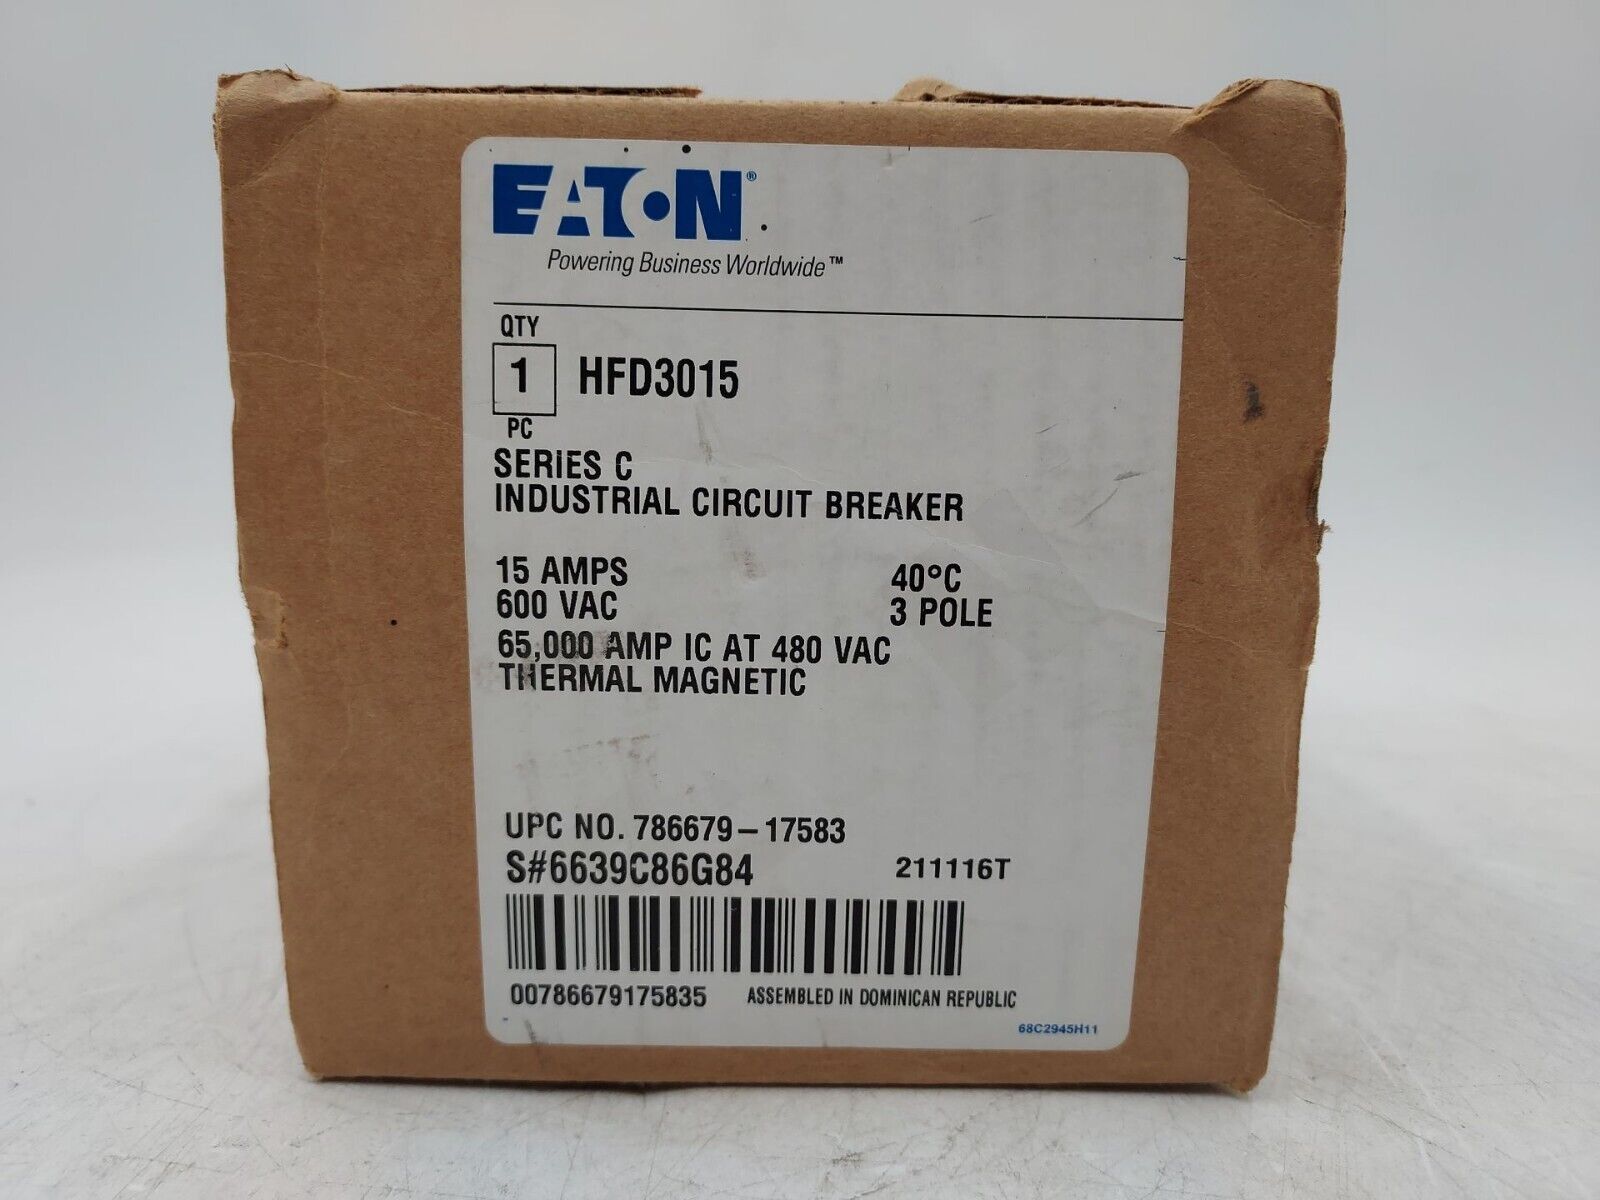 EATON®
Powering Business Worldwide™
QTY
1 HFD3015
PC
SERIES C
INDUSTRIAL CIRCUIT BREAKER
15 AMPS 40°C
600 VAC 3 POLE
65,000 AMP IC AT 480 VAC
THERMAL MAGNETIC
UPC NO. 786679-17583
S#6639C86G84 211116T
00786679175835 ASSEMBLED IN DOMINICAN REPUBLIC
68C2945H11